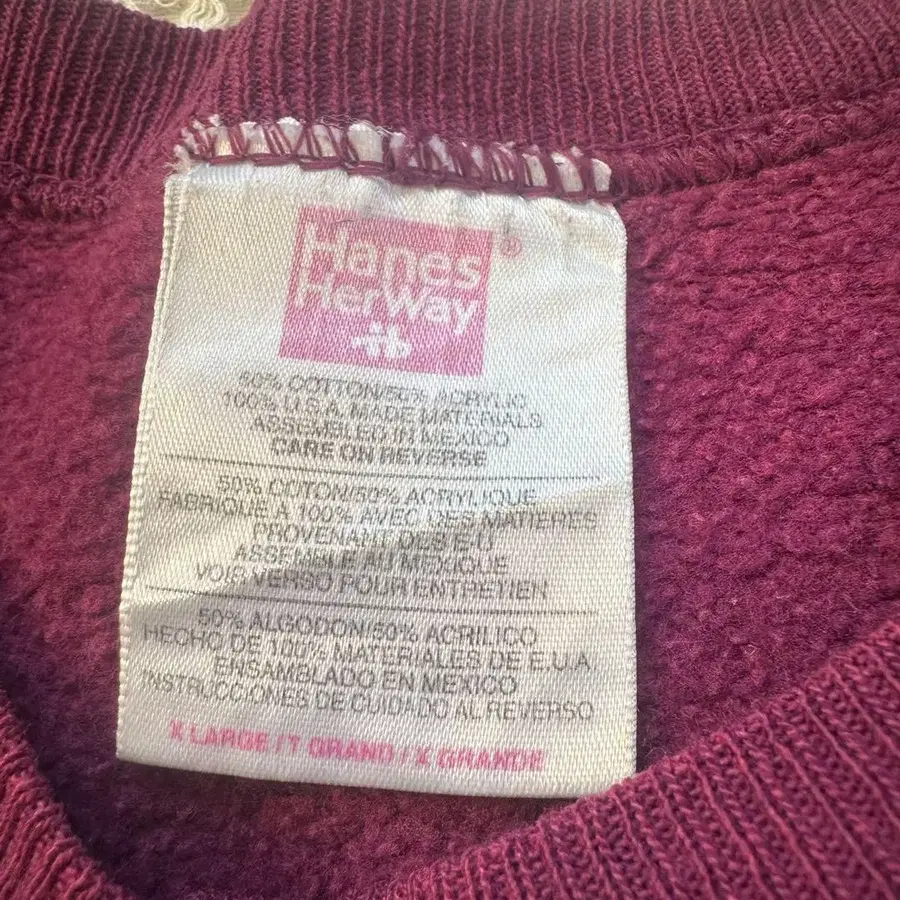 Hanes
HerWay
®
50% COTTON/50% ACRYLIC
100% U.S.A. MADE MATERIALS
ASSEMBLED IN MEXICO
CARE ON REVERSE
50% COTON/50% ACRYLIQUE
FABRIQUE A 100% AVEC DES MATIERES
PROVENANT DES E.U
ASSEMBLE AU MEXIQUE
VOIR VERSO POUR ENTRETIEN
50% ALGODON/50% ACRILICO
HECHO DE 100% MATERIALES DE E.U.A
ENSAMBLADO EN MEXICO
INSTRUCCIONES DE CUIDADO AL REVERSO
X LARGE / T GRAND / X GRANDE